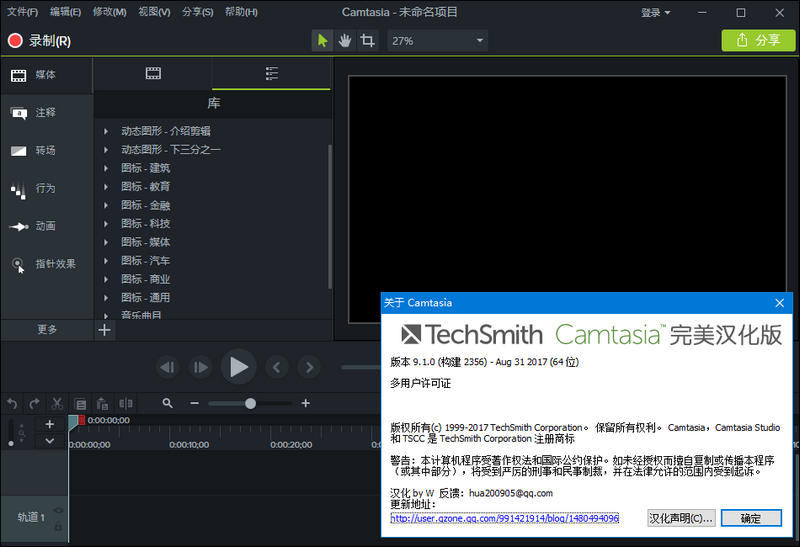 文件(F) 编辑(E) 修改(M) 视图(V) 分享(S) 帮助(H) Camtasia - 未命名项目 登录
录制(R) 27% 分享
媒体
注释
转场
行为
动画
指针效果
更多
库
动态图形 - 介绍剪辑
动态图形 - 下三分之一
图标 - 建筑
图标 - 教育
图标 - 金融
图标 - 科技
图标 - 媒体
图标 - 汽车
图标 - 商业
图标 - 通用
音乐曲目
0:00:00;00
0:00:00;00 0:00:10;00 0:00:20;00
轨道 1
关于 Camtasia
TechSmith Camtasia™ 完美汉化版
版本 9.1.0 (构建 2356) - Aug 31 2017 (64 位)
多用户许可证
版权所有(c) 1999-2017 TechSmith Corporation。 保留所有权利。 Camtasia，Camtasia Studio
和 TSCC 是 TechSmith Corporation 注册商标
警告：本计算机程序受著作权法和国际公约保护。如未经授权而擅自复制或传播本程序
（或其中部分），将受到严厉的刑事和民事制裁，并在法律允许的范围内受到起诉。
汉化 by W 反馈：hua200905@qq.com
更新地址：
http://user.qzone.qq.com/991421914/blog/1480494096
汉化声明(C)... 确定